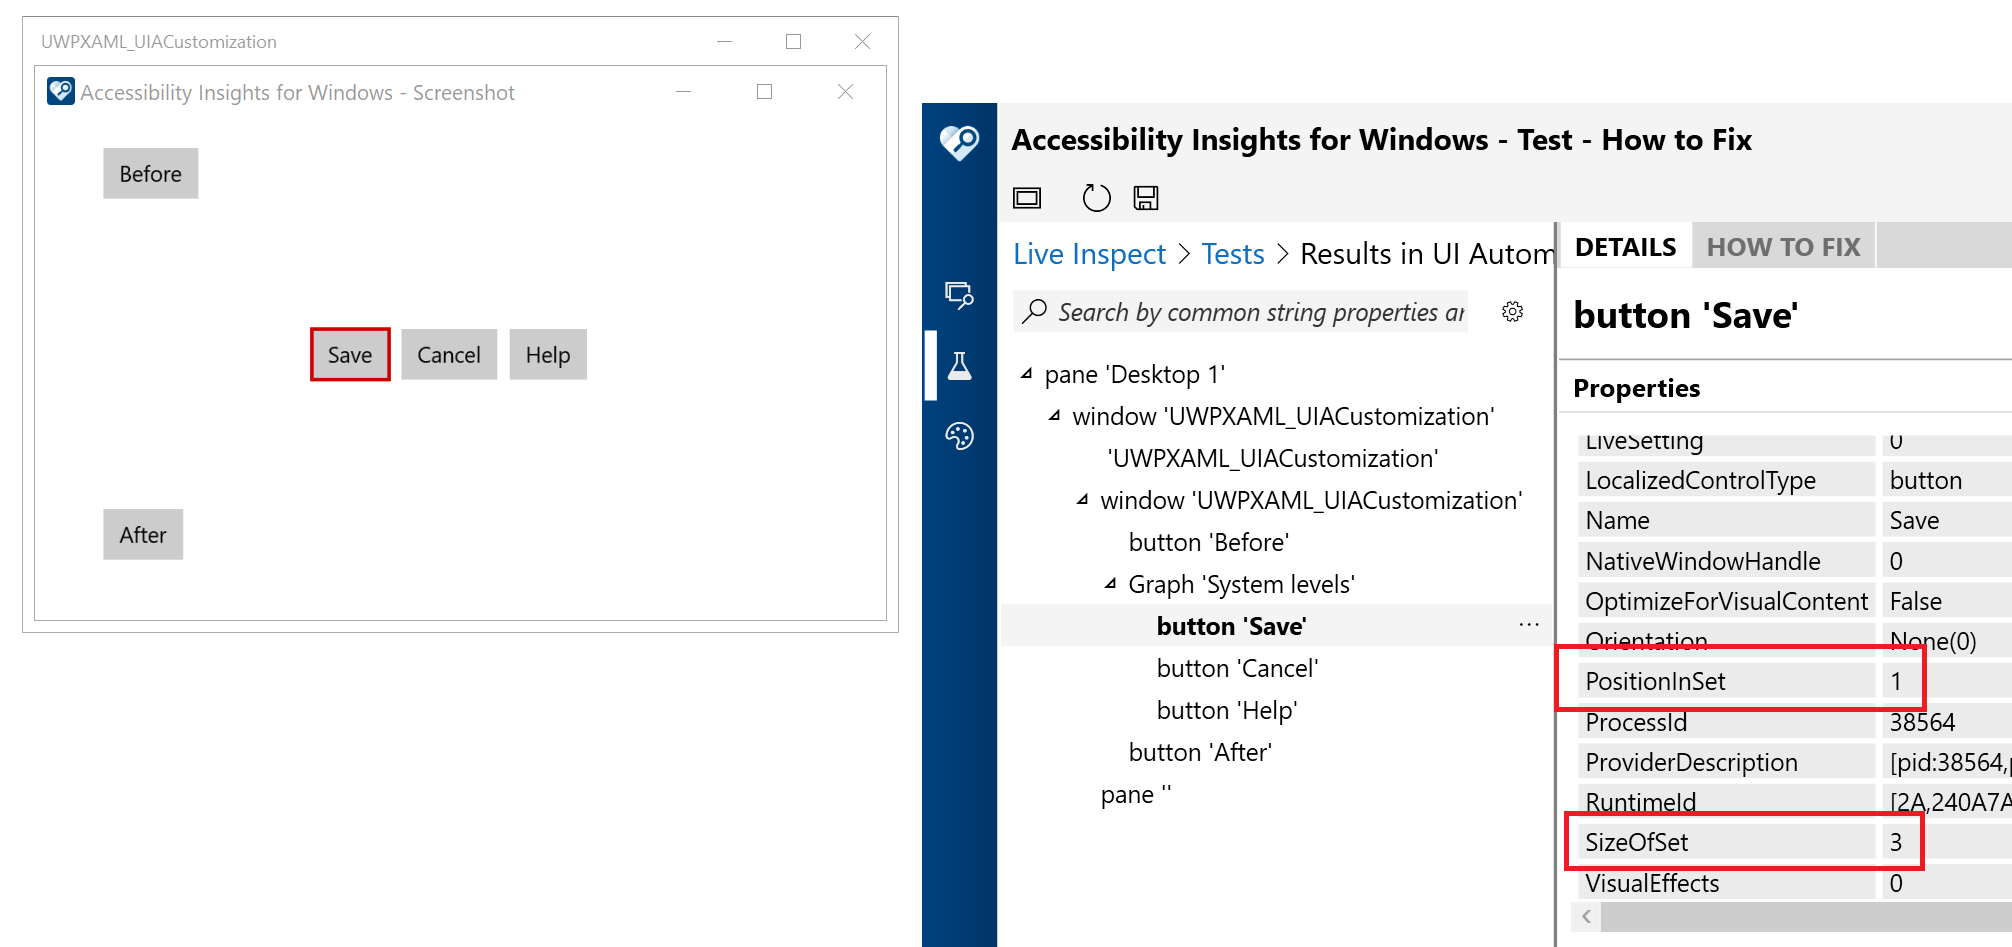 UWPXAML_UIACustomization
Accessibility Insights for Windows - Screenshot
Before
Save
Cancel
Help
After
Accessibility Insights for Windows - Test - How to Fix
Live Inspect > Tests > Results in UI Autom
Search by common string properties ar
pane 'Desktop 1'
window 'UWPXAML_UIACustomization'
'UWPXAML_UIACustomization'
window 'UWPXAML_UIACustomization'
button 'Before'
Graph 'System levels'
button 'Save'
button 'Cancel'
button 'Help'
button 'After'
pane ''
DETAILS
HOW TO FIX
button 'Save'
Properties
LiveSetting 0
LocalizedControlType button
Name Save
NativeWindowHandle 0
OptimizeForVisualContent False
Orientation None(0)
PositionInSet 1
ProcessId 38564
ProviderDescription [pid:38564,p
RuntimeId [2A,240A7A
SizeOfSet 3
VisualEffects 0